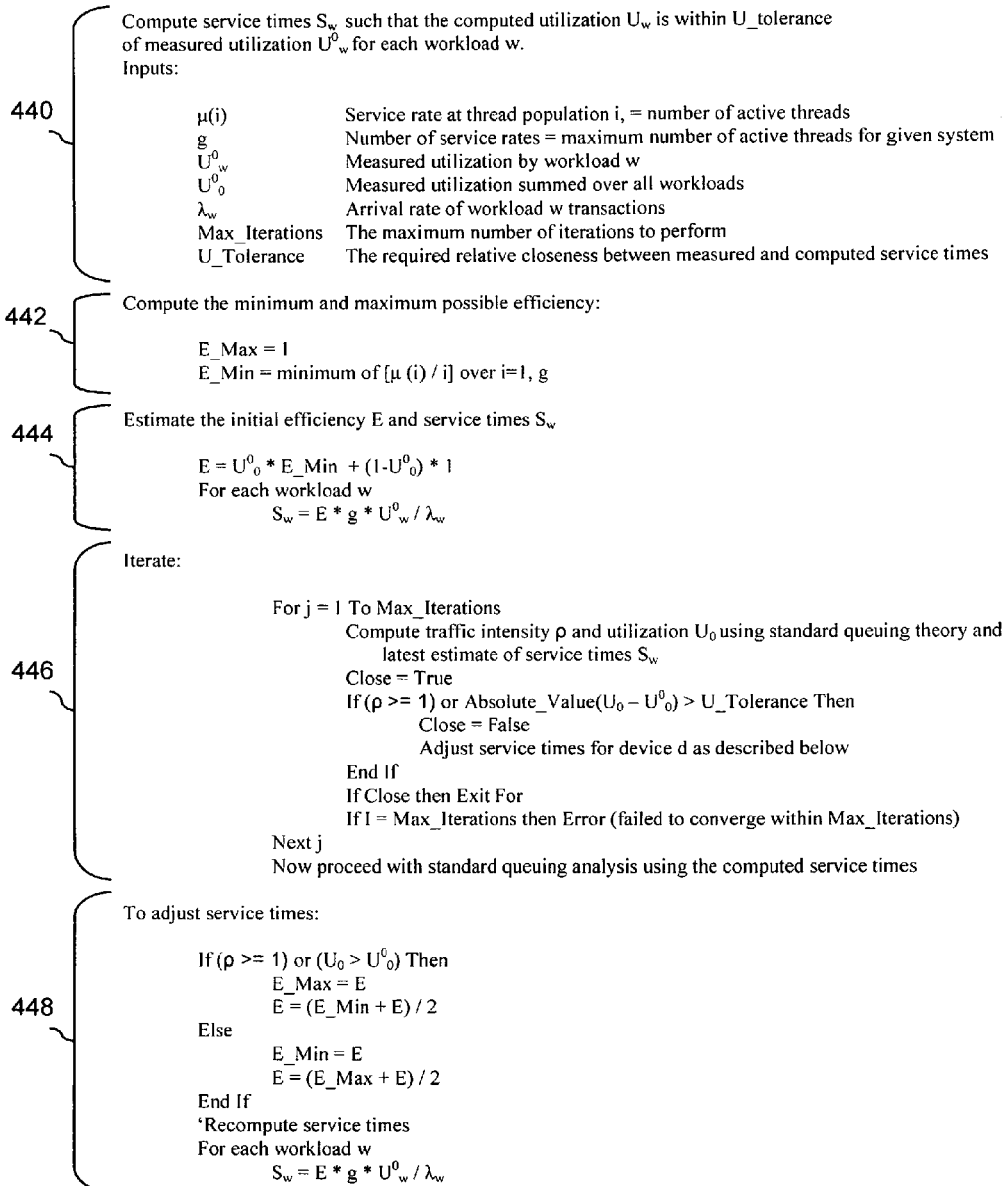 Compute service times S_w such that the computed utilization U_w is within U_tolerance
of measured utilization U^0_w for each workload w.
Inputs:
440
μ(i) Service rate at thread population i, = number of active threads
g Number of service rates = maximum number of active threads for given system
U^0_w Measured utilization by workload w
U^0_0 Measured utilization summed over all workloads
λ_w Arrival rate of workload w transactions
Max_Iterations The maximum number of iterations to perform
U_Tolerance The required relative closeness between measured and computed service times
442
Compute the minimum and maximum possible efficiency:
E_Max = 1
E_Min = minimum of [μ (i) / i] over i=1, g
444
Estimate the initial efficiency E and service times S_w
E = U^0_0 * E_Min + (1-U^0_0) * 1
For each workload w
S_w = E * g * U^0_w / λ_w
446
Iterate:
For j = 1 To Max_Iterations
Compute traffic intensity ρ and utilization U_0 using standard queuing theory and
latest estimate of service times S_w
Close = True
If (ρ >= 1) or Absolute_Value(U_0 – U^0_0) > U_Tolerance Then
Close = False
Adjust service times for device d as described below
End If
If Close then Exit For
If I = Max_Iterations then Error (failed to converge within Max_Iterations)
Next j
Now proceed with standard queuing analysis using the computed service times
448
To adjust service times:
If (ρ >= 1) or (U_0 > U^0_0) Then
E_Max = E
E = (E_Min + E) / 2
Else
E_Min = E
E = (E_Max + E) / 2
End If
‘Recompute service times
For each workload w
S_w = E * g * U^0_w / λ_w